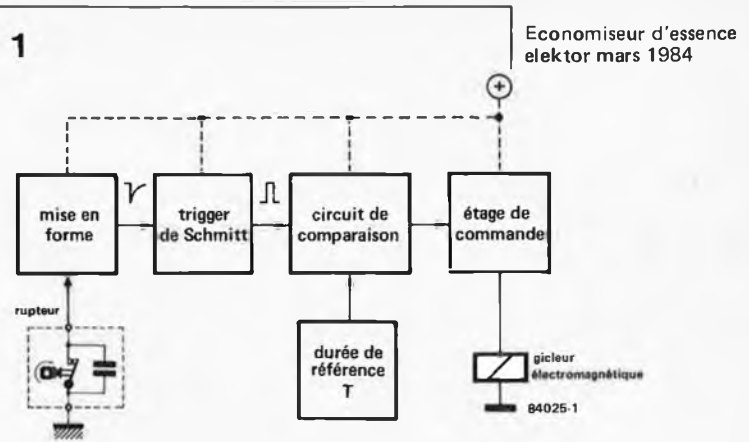 1
Economiseur d'essence
elektor mars 1984
+
mise en
forme
trigger
de Schmitt
circuit de
comparaison
étage de
commande
rupteur
durée de
référence
T
gicleur
électromagnétique
84025-1